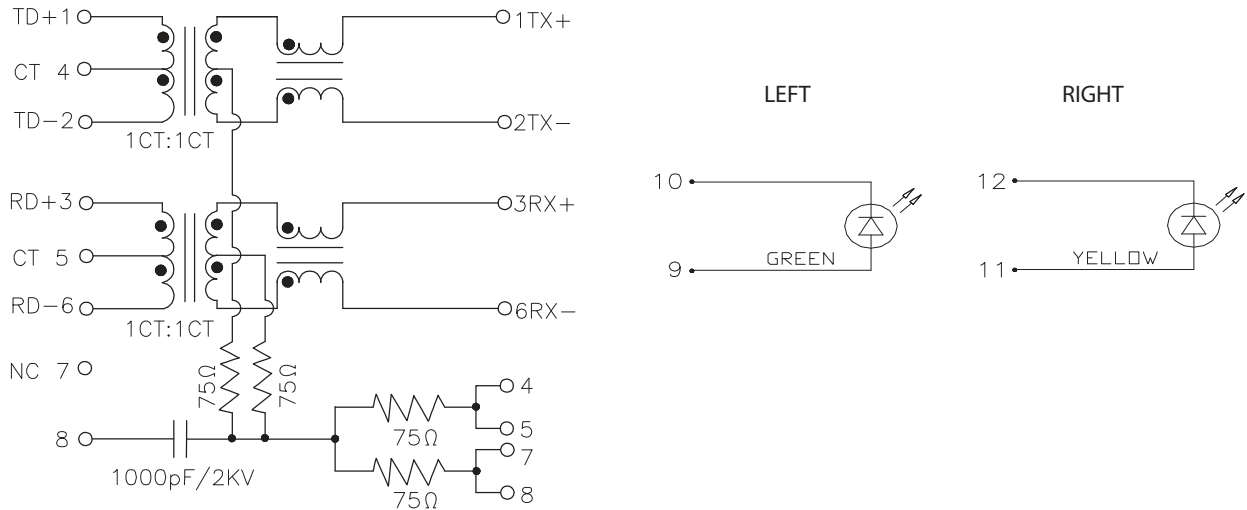 TD+1
1TX+
CT 4
TD-2
2TX-
1CT:1CT
RD+3
3RX+
CT 5
RD-6
6RX-
1CT:1CT
NC 7
75Ω
75Ω
4
75Ω
5
8
7
1000pF/2KV
75Ω
8
LEFT
10
GREEN
9
RIGHT
12
YELLOW
11